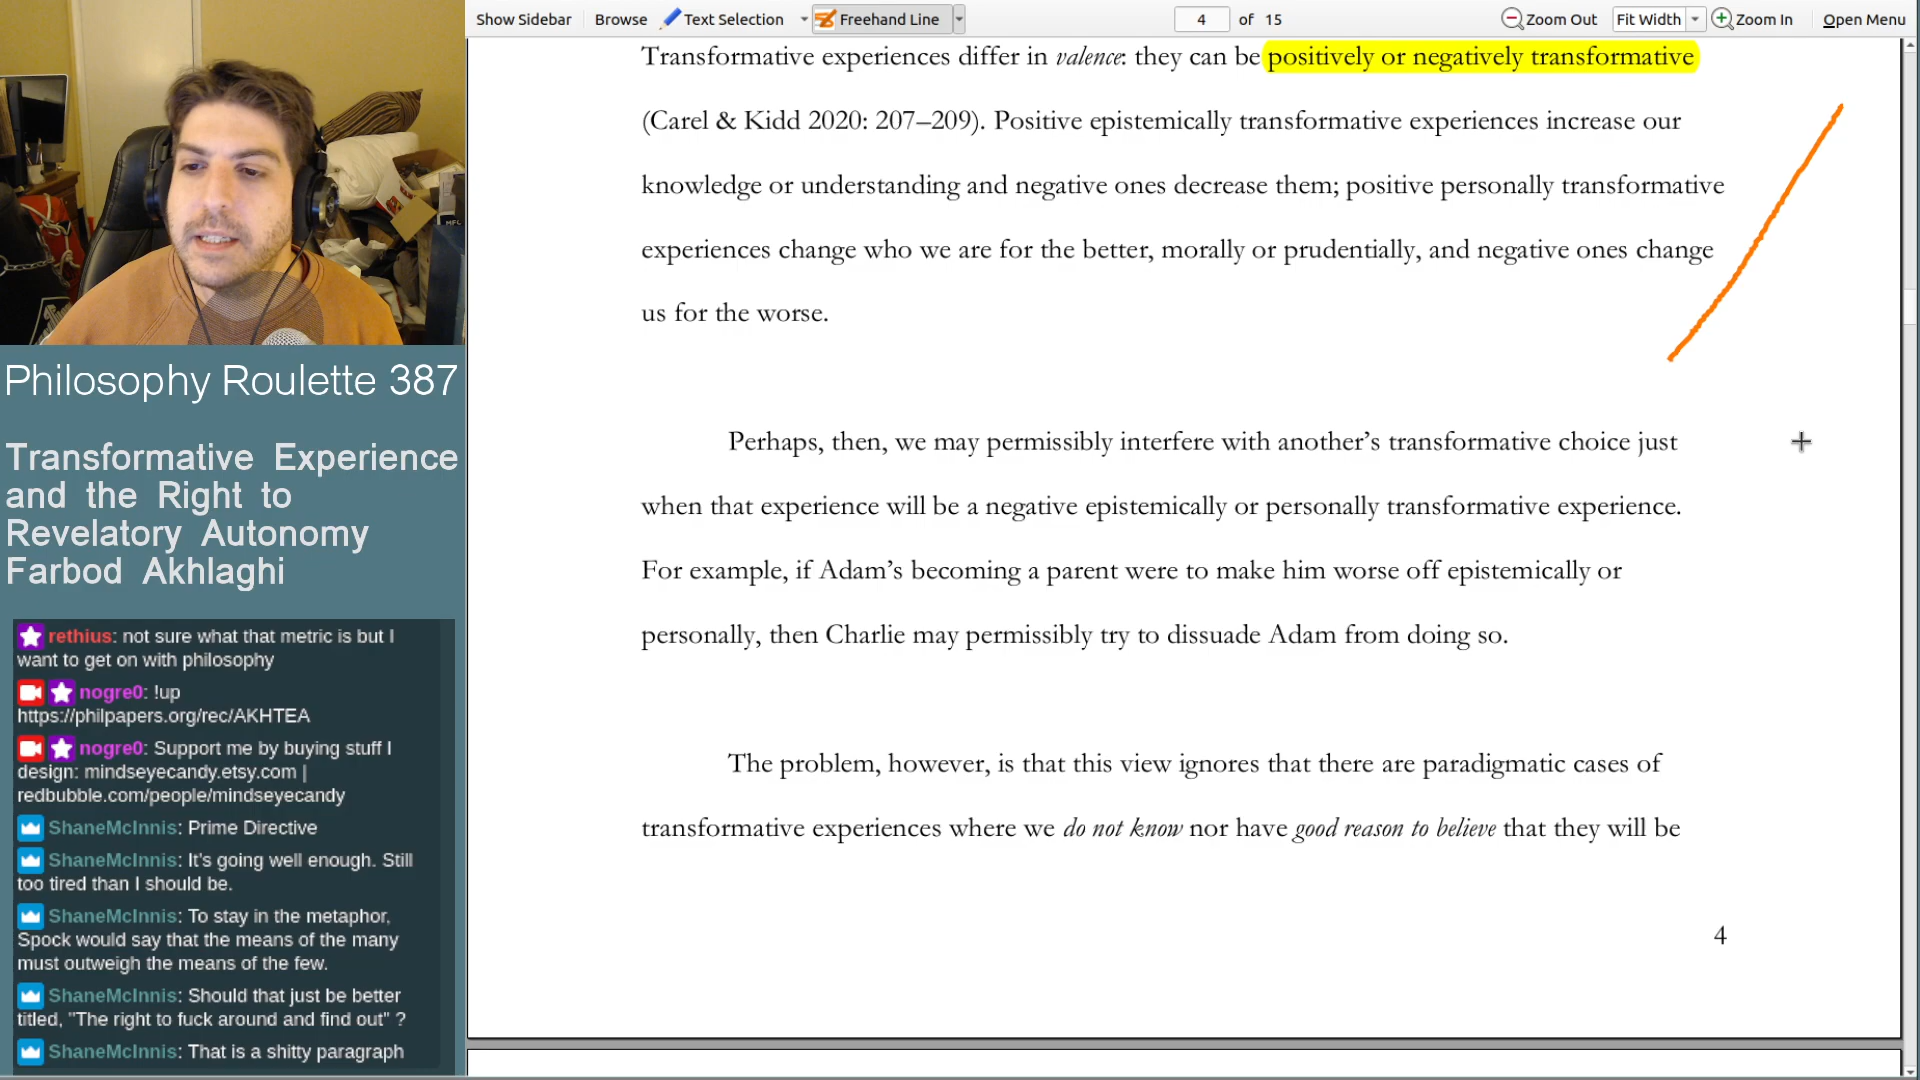 Show Sidebar Browse Text Selection Freehand Line 4 of 15 Zoom Out Fit Width Zoom In Open Menu
Transformative experiences differ in valence: they can be positively or negatively transformative
(Carel & Kidd 2020: 207–209). Positive epistemically transformative experiences increase our
knowledge or understanding and negative ones decrease them; positive personally transformative
experiences change who we are for the better, morally or prudentially, and negative ones change
us for the worse.
Perhaps, then, we may permissibly interfere with another’s transformative choice just
when that experience will be a negative epistemically or personally transformative experience.
For example, if Adam’s becoming a parent were to make him worse off epistemically or
personally, then Charlie may permissibly try to dissuade Adam from doing so.
The problem, however, is that this view ignores that there are paradigmatic cases of
transformative experiences where we do not know nor have good reason to believe that they will be
4
Philosophy Roulette 387
Transformative Experience
and the Right to
Revelatory Autonomy
Farbod Akhlaghi
rethius: not sure what that metric is but I
want to get on with philosophy
nogre0: !up
https://philpapers.org/rec/AKHTEA
nogre0: Support me by buying stuff I
design: mindseyecandy.etsy.com |
redbubble.com/people/mindseyecandy
ShaneMcInnis: Prime Directive
ShaneMcInnis: It's going well enough. Still
too tired than I should be.
ShaneMcInnis: To stay in the metaphor,
Spock would say that the means of the many
must outweigh the means of the few.
ShaneMcInnis: Should that just be better
titled, "The right to fuck around and find out" ?
ShaneMcInnis: That is a shitty paragraph